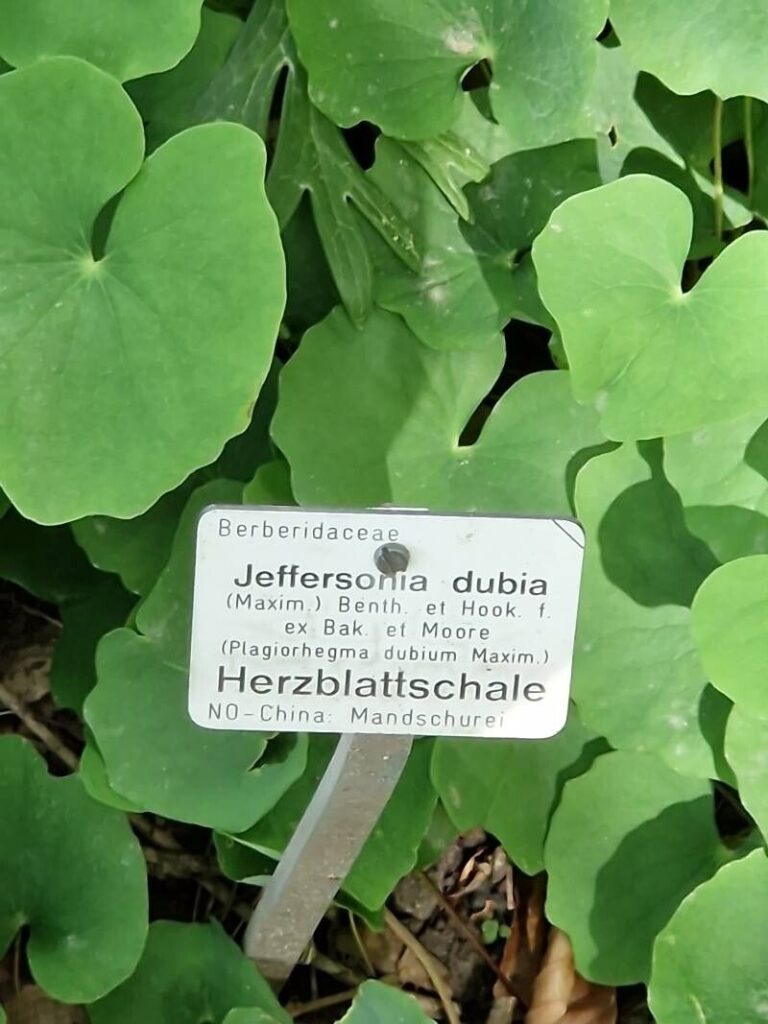 Berberidaceae
Jeffersonia dubia
(Maxim.) Benth. et Hook. f.
ex Bak. et Moore
(Plagiorhegma dubium Maxim.)
Herzblattschale
NO-China: Mandschurei